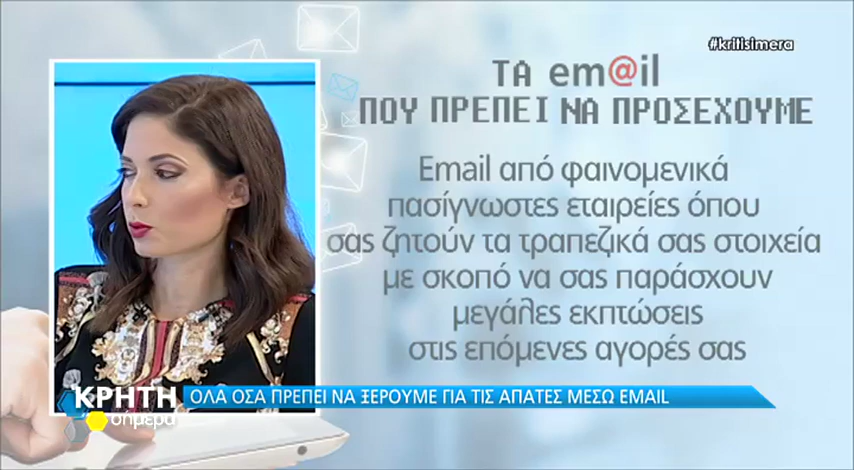 #kritisimera
ΤΑ em@il
ΠΟΥ ΠΡΕΠΕΙ ΝΑ ΠΡΟΣΕΧΟΥΜΕ
Email από φαινομενικά
πασίγνωστες εταιρείες όπου
σας ζητούν τα τραπεζικά σας στοιχεία
με σκοπό να σας παράσχουν
μεγάλες εκπτώσεις
στις επόμενες αγορές σας
ΚΡΗΤΗ
σήμερα
ΟΛΑ ΟΣΑ ΠΡΕΠΕΙ ΝΑ ΞΕΡΟΥΜΕ ΓΙΑ ΤΙΣ ΑΠΑΤΕΣ ΜΕΣΩ EMAIL